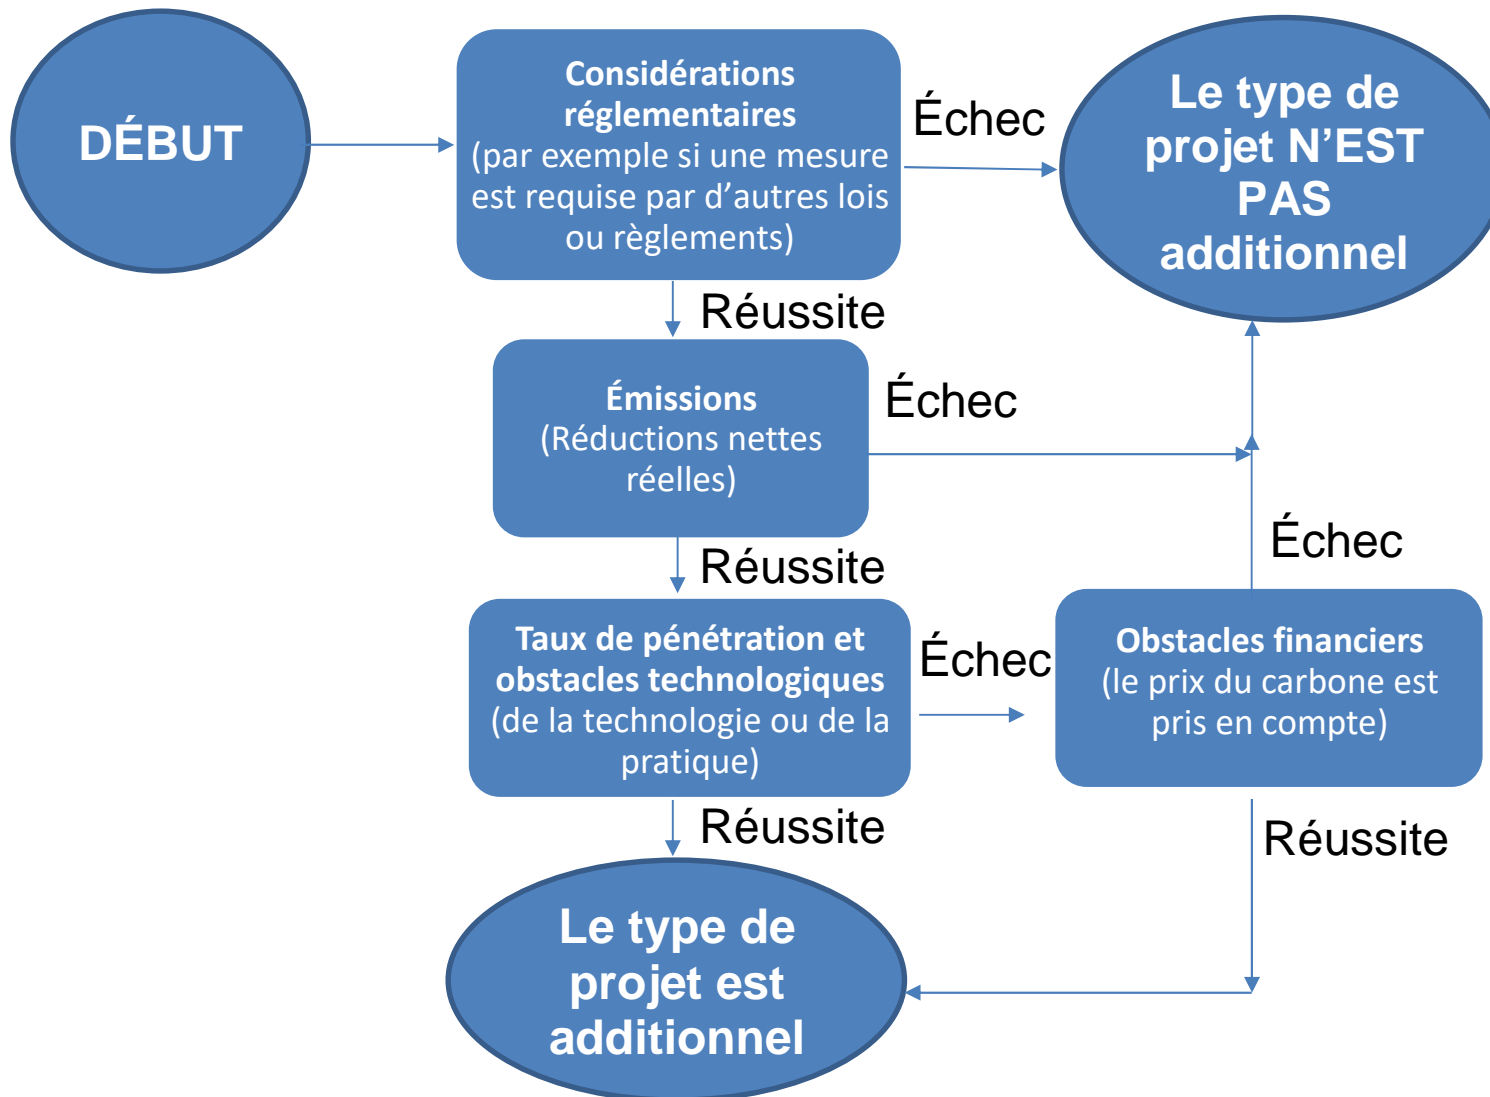 DÉBUT
Considérations
réglementaires
(par exemple si une mesure
est requise par d’autres lois
ou règlements)
Échec
Le type de
projet N’EST
PAS
additionnel
Réussite
Émissions
(Réductions nettes
réelles)
Échec
Réussite
Échec
Taux de pénétration et
obstacles technologiques
(de la technologie ou de la
pratique)
Échec
Obstacles financiers
(le prix du carbone est
pris en compte)
Réussite
Réussite
Le type de
projet est
additionnel